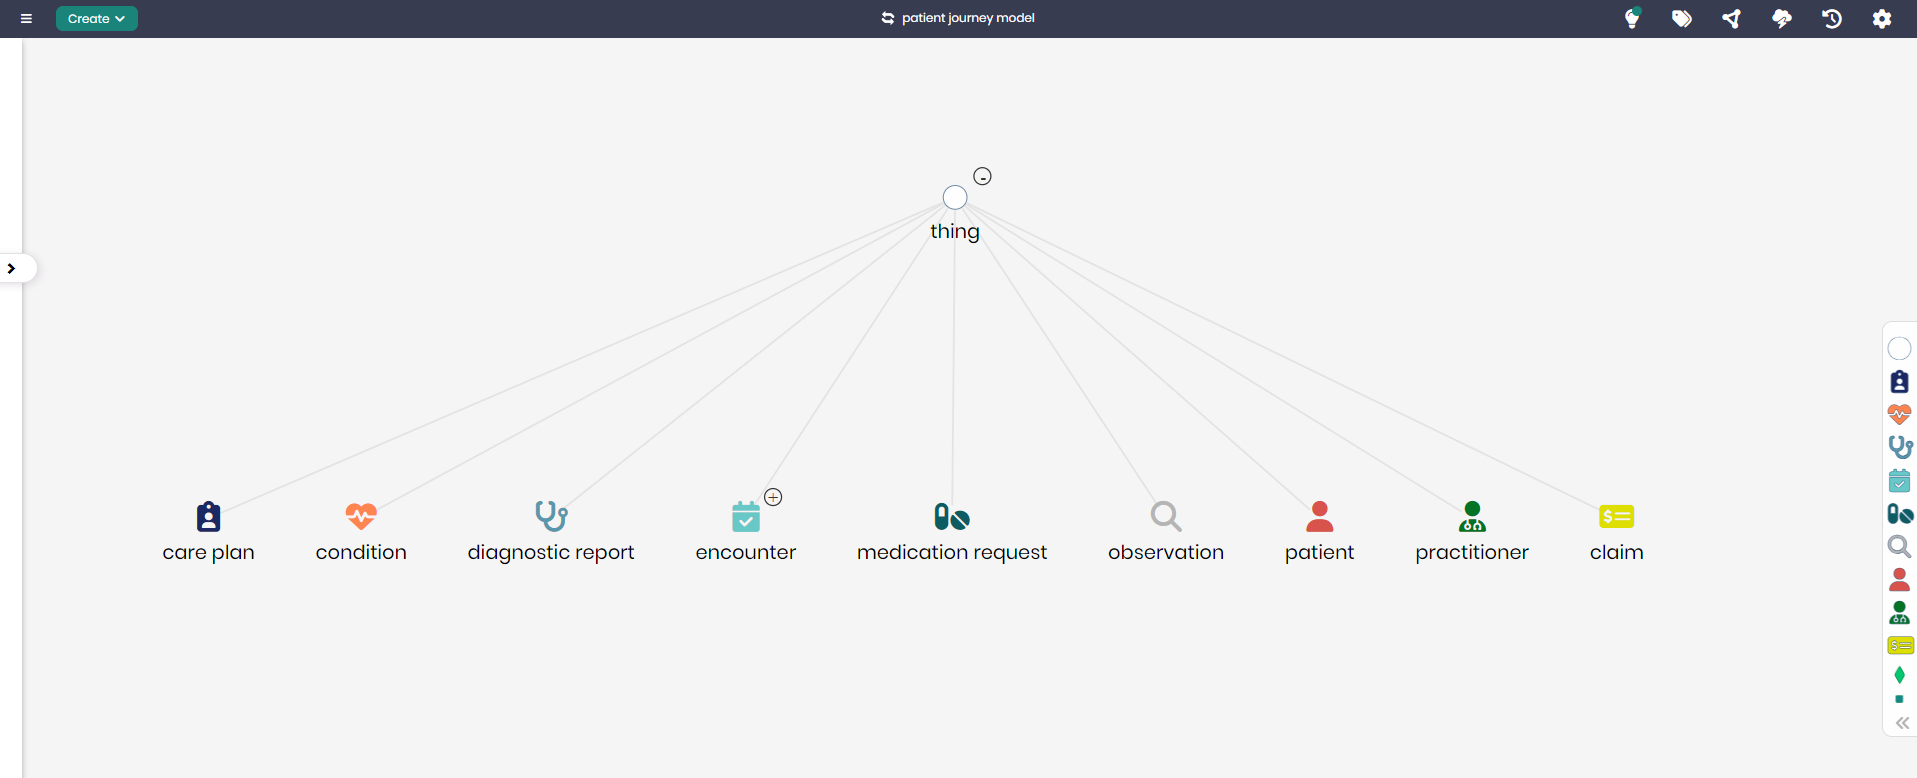 Create
patient journey model
thing
care plan
condition
diagnostic report
encounter
medication request
observation
patient
practitioner
claim